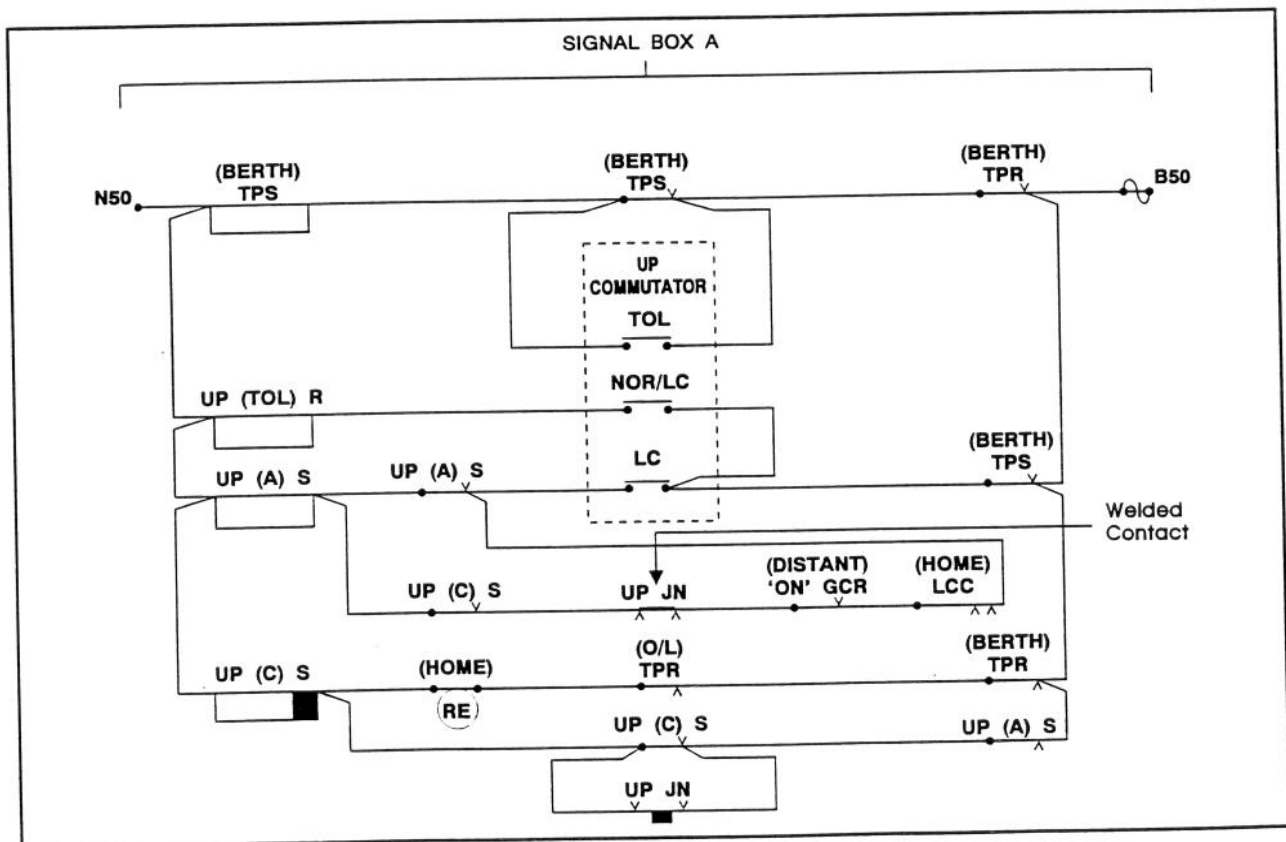 SIGNAL BOX A
(BERTH)
TPS
(BERTH)
TPS
(BERTH)
TPR
N50
B50
UP
COMMUTATOR
TOL
NOR/LC
UP (TOL) R
LC
(BERTH)
TPS
UP (A) S
UP (A) S
Welded
Contact
UP (C) S
UP JN
(DISTANT)
'ON' GCR
(HOME)
LCC
UP (C) S
(HOME)
RE
(O/L)
TPR
(BERTH)
TPR
UP (C) S
UP (A) S
UP JN